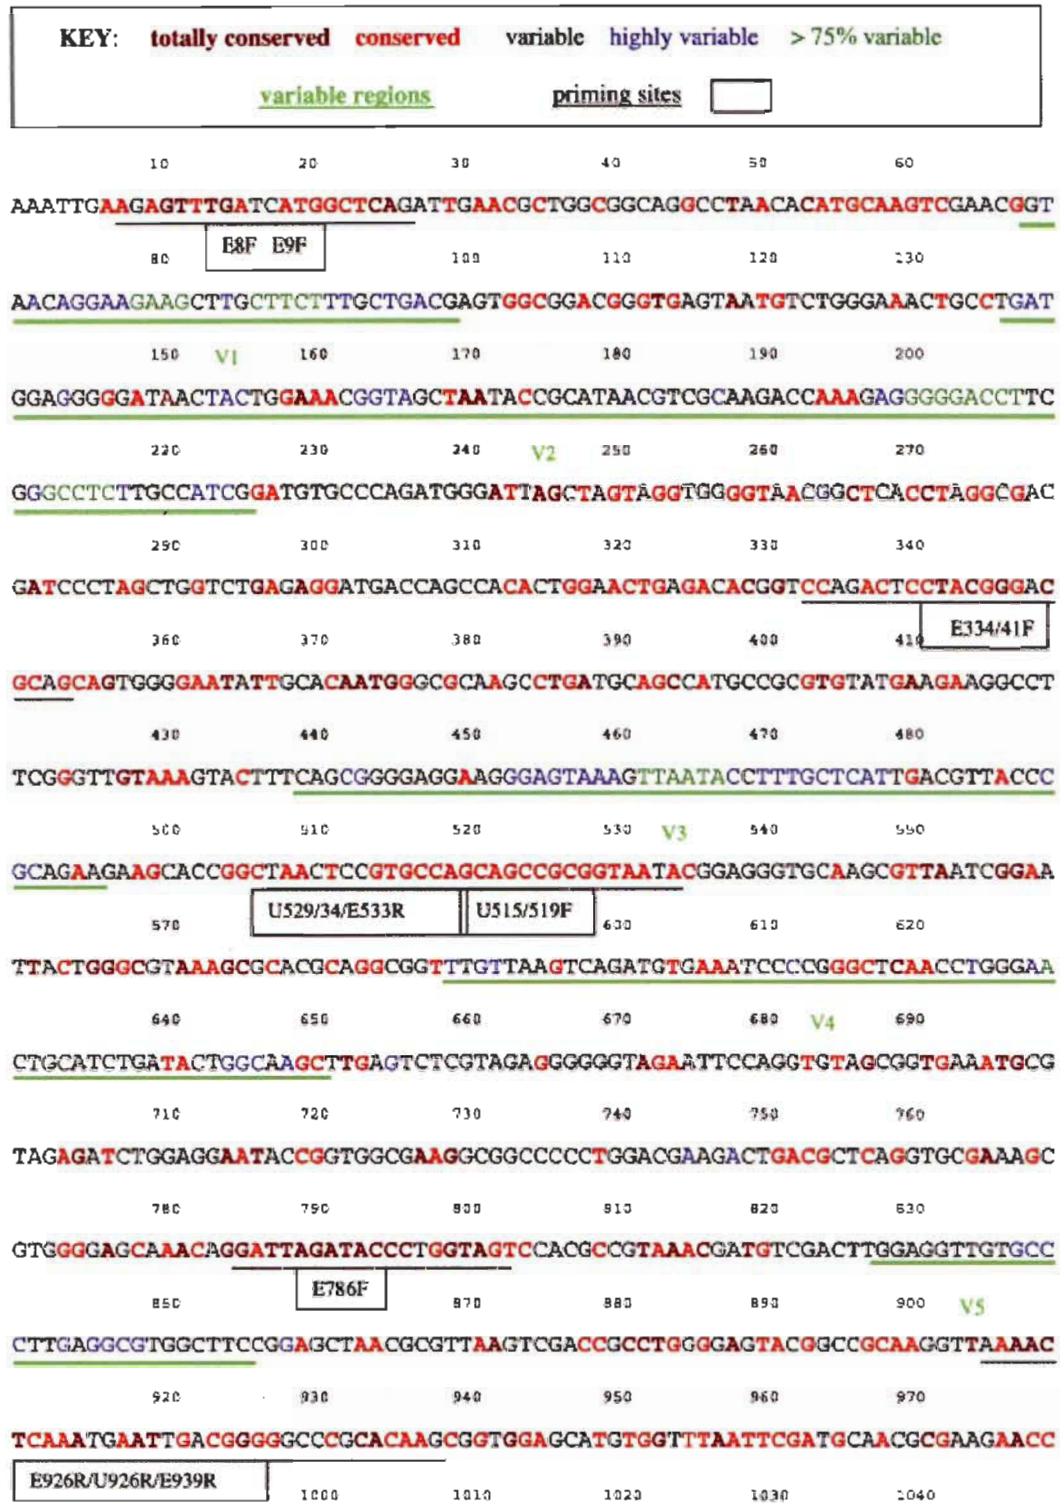 KEY: totally conserved conserved variable highly variable > 75% variable
variable regions priming sites
10 20 30 40 50 60
AAATTGAAGAGTTTGATCATGGCTCAGATTGAACGCTGGCGGCAGGCCTAACACATGCAAGTCGAACGGT
E8F E9F
80 100 110 120 130
AACAGGAAGAAGCTTGCTTCTTTGCTGACGAGTGGCGGACGGGTGAGTAATGTCTGGGAAACTGCCTGAT
150 V1 160 170 180 190 200
GGAGGGGGATAACTACTGGAAACGGTAGCTAATACCGCATAACGTCGCAAGACCAAAGAGGGGGACCTTC
220 230 240 V2 250 260 270
GGGCCTCTTGCCATCGGATGTGCCCAGATGGGATTAGCTAGTAGGTGGGGTAACGGCTCACCTAGGCGAC
290 300 310 320 330 340
GATCCCTAGCTGGTCTGAGAGGATGACCAGCCACACTGGAACTGAGACACGGTCCAGACTCCTACGGGAC
E334/41F
360 370 380 390 400 410
GCAGCAGTGGGGAATATTGCACAATGGGCGCAAGCCTGATGCAGCCATGCCGCGTGTATGAAGAAGGCCT
430 440 450 460 470 480
TCGGGTTGTAAAGTACTTTCAGCGGGGAGGAAGGGAGTAAAGTTAATACCTTTGCTCATTGACGTTACCC
500 510 520 530 V3 540 550
GCAGAAGAAGCACCGGCTAACTCCGTGCCAGCAGCCGCGGTAATACGGAGGGTGCAAGCGTTAATCGGAA
U529/34/E533R U515/519F
570 600 610 620
TTACTGGGCGTAAAGCGCACGCAGGCGGTTTGTTAAGTCAGATGTGAAATCCCCGGGCTCAACCTGGGAA
640 650 660 670 680 V4 690
CTGCATCTGATACTGGCAAGCTTGAGTCTCGTAGAGGGGGGTAGAATTCCAGGTGTAGCGGTGAAATGCG
710 720 730 740 750 760
TAGAGATCTGGAGGAATACCGGTGGCGAAGGCGGCCCCCTGGACGAAGACTGACGCTCAGGTGCGAAAGC
780 790 800 810 820 830
GTGGGGAGCAAACAGGATTAGATACCCTGGTAGTCCACGCCGTAAACGATGTCGACTTGGAGGTTGTGCC
E786F
850 870 880 890 900 V5
CTTGAGGCGTGGCTTCCGGAGCTAACGCGTTAAGTCGACCGCCTGGGGAGTACGGCCGCAAGGTTAAAAC
920 930 940 950 960 970
TCAAATGAATTGACGGGGGCCCGCACAAGCGGTGGAGCATGTGGTTTAATTCGATGCAACGCGAAGAACC
E926R/U926R/E939R
1000 1010 1020 1030 1040